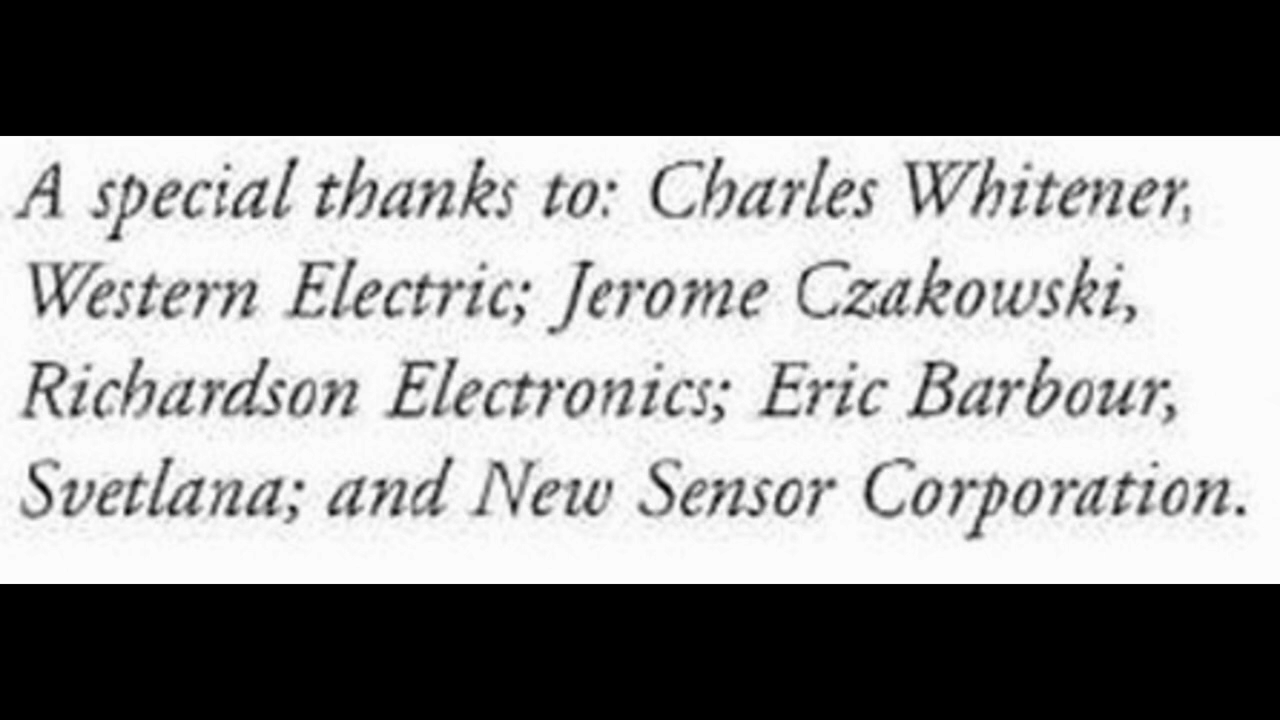 A special thanks to: Charles Whitener,
Western Electric; Jerome Czakowski,
Richardson Electronics; Eric Barbour,
Svetlana; and New Sensor Corporation.